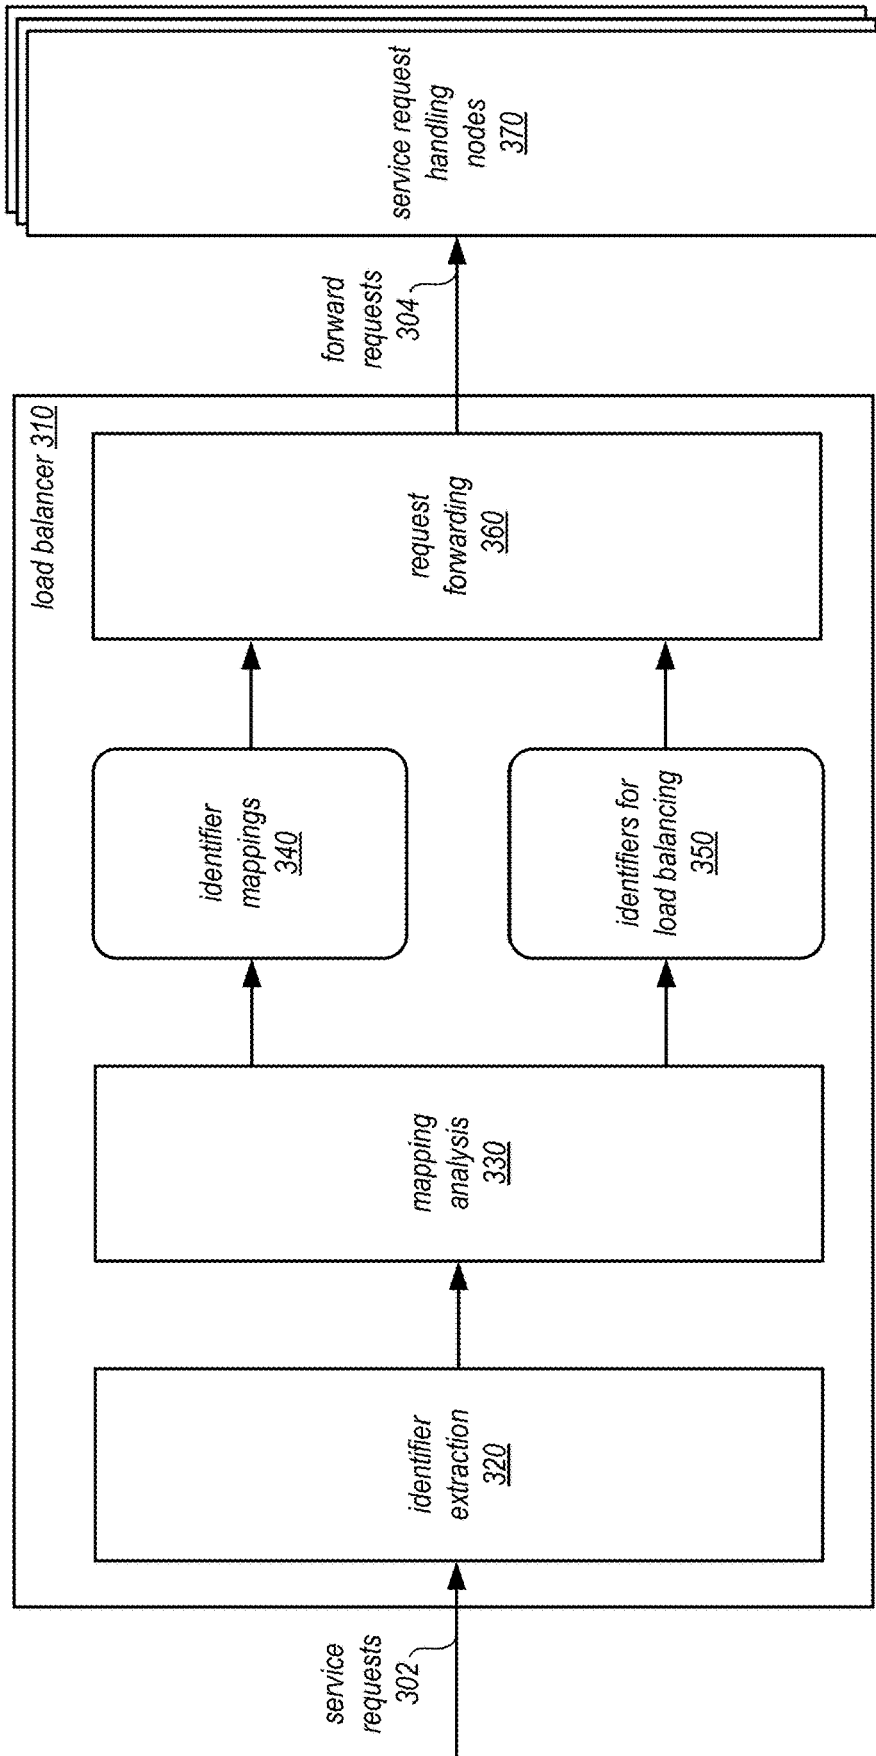 load balancer 310
service
requests
302
identifier
extraction
320
mapping
analysis
330
identifier
mappings
340
identifiers for
load balancing
350
request
forwarding
360
forward
requests
304
service request
handling
nodes
370